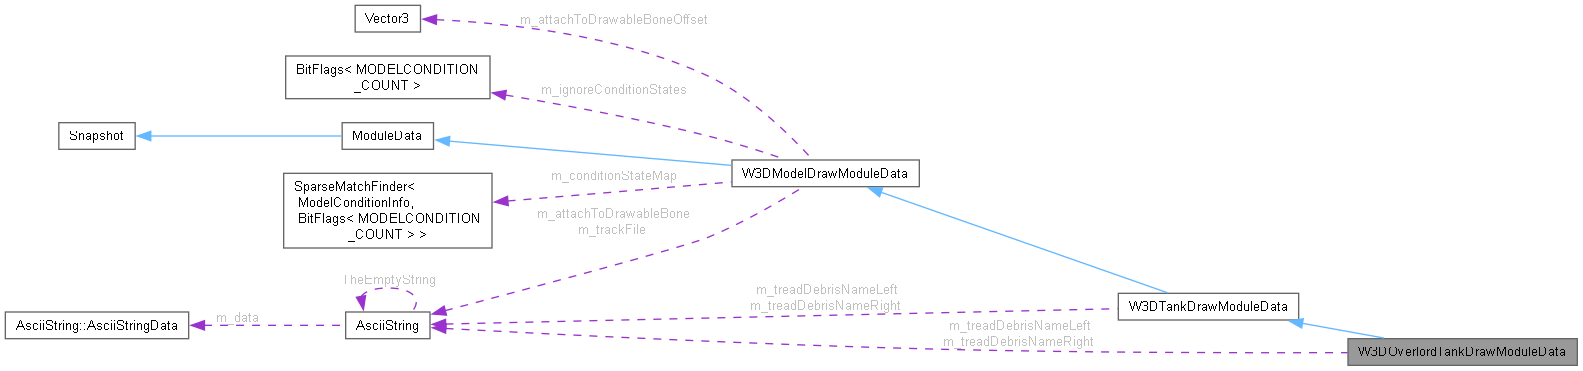 Vector3
m_attachToDrawableBoneOffset
BitFlags< MODELCONDITION
_COUNT >
m_ignoreConditionStates
Snapshot
ModuleData
W3DModelDrawModuleData
SparseMatchFinder<
ModelConditionInfo,
BitFlags< MODELCONDITION
_COUNT > >
m_conditionStateMap
m_attachToDrawableBone
m_trackFile
TheEmptyString
m_treadDebrisNameLeft
m_treadDebrisNameRight
W3DTankDrawModuleData
AsciiString::AsciiStringData
m_data
AsciiString
m_treadDebrisNameLeft
m_treadDebrisNameRight
W3DOverlordTankDrawModuleData